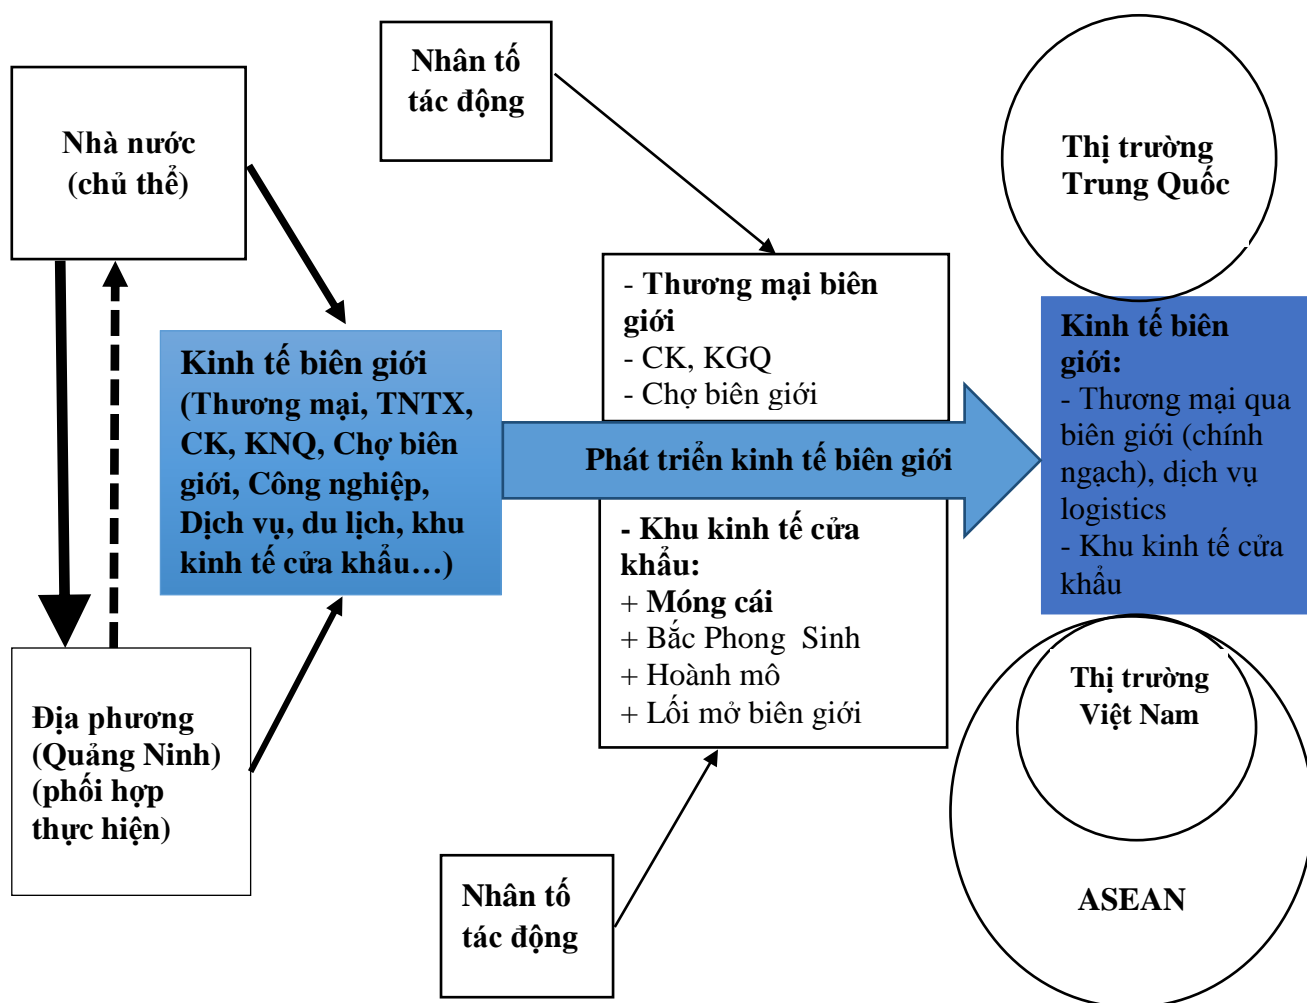 Nhân tố
tác động
Nhà nước
(chủ thể)
Thị trường
Trung Quốc
- Thương mại biên
giới
- CK, KGQ
- Chợ biên giới
Kinh tế biên giới
(Thương mại, TNTX,
CK, KNQ, Chợ biên
giới, Công nghiệp,
Dịch vụ, du lịch, khu
kinh tế cửa khẩu…)
Phát triển kinh tế biên giới
Kinh tế biên
giới:
- Thương mại qua
biên giới (chính
ngạch), dịch vụ
logistics
- Khu kinh tế cửa
khẩu
- Khu kinh tế cửa
khẩu:
+ Móng cái
+ Bắc Phong  Sinh
+ Hoành mô
+ Lối mở biên giới
Địa phương
(Quảng Ninh)
(phối hợp
thực hiện)
Thị trường
Việt Nam
Nhân tố
tác động
ASEAN